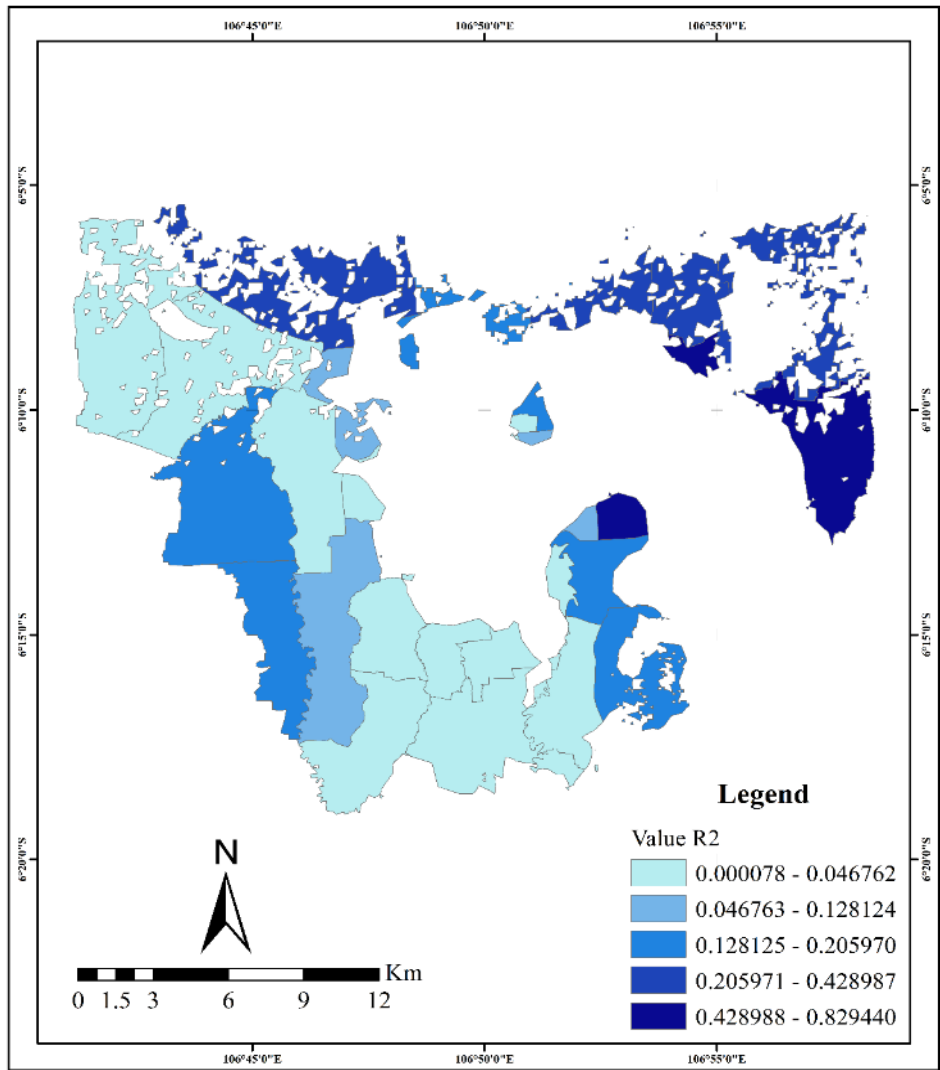 106°45'0"E 106°50'0"E 106°55'0"E
6°5'0"S 6°5'0"S
6°10'0"S 6°10'0"S
6°15'0"S 6°15'0"S
Legend
Value R2
6°20'0"S 6°20'0"S
N
0.000078 - 0.046762
0.046763 - 0.128124
0.128125 - 0.205970
0.205971 - 0.428987
0.428988 - 0.829440
Km
0 1.5 3 6 9 12
106°45'0"E 106°50'0"E 106°55'0"E